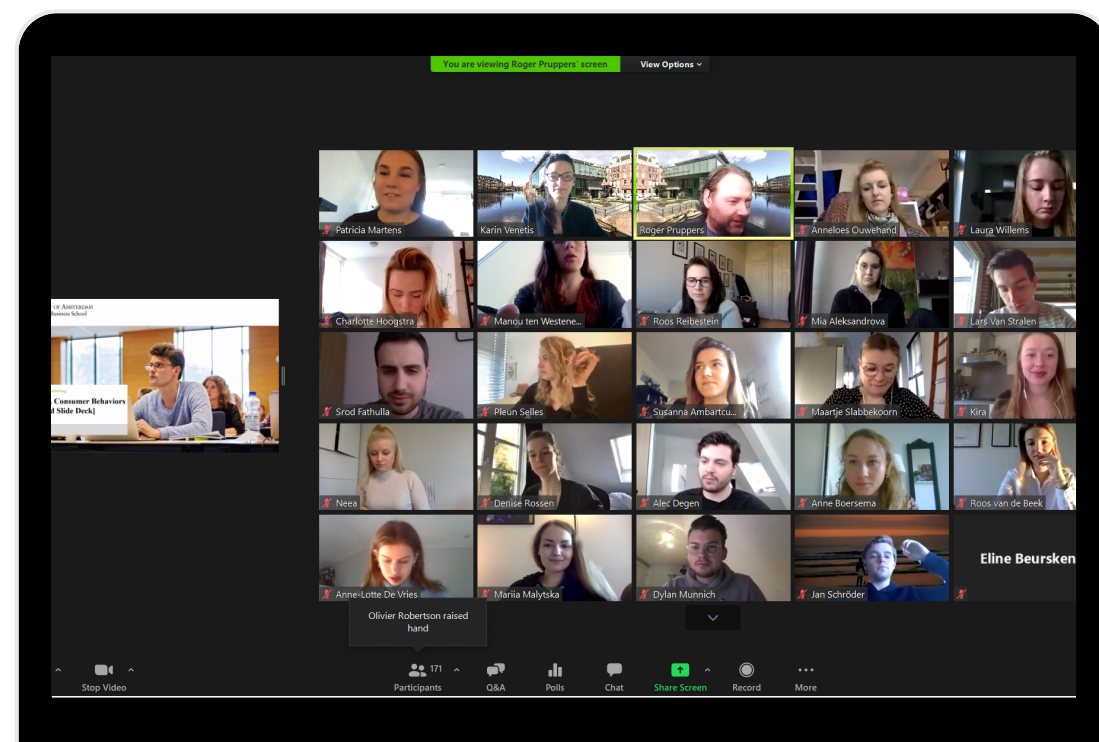 You are viewing Roger Pruppers' screen
View Options
Patricia Martens
Karin Venetis
Roger Pruppers
Anneloes Ouwehand
Laura Willems
Charlotte Hoogstra
Manou ten Westene...
Roos Reibestein
Mia Aleksandrova
Lars Van Stralen
OF AMSTERDAM
Business School
Consumer Behaviors
d Slide Deck]
Srod Fathulla
Pleun Selles
Susanna Ambartcu...
Maartje Slabbekoorn
Kira
Neea
Denise Rossen
Alec Degen
Anne Boersema
Roos van de Beek
Anne-Lotte De Vries
Mariia Malytska
Dylan Munnich
Jan Schröder
Eline Beursken
Olivier Robertson raised
hand
171
Stop Video
Participants
Q&A
Polls
Chat
Share Screen
Record
More